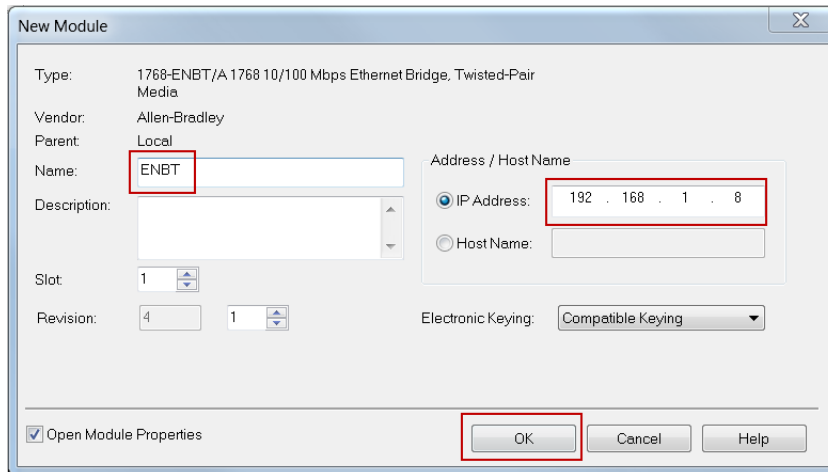 New Module
Type: 1768-ENBT/A 1768 10/100 Mbps Ethernet Bridge, Twisted-Pair
Media
Vendor: Allen-Bradley
Parent: Local
Name: ENBT
Address / Host Name
IP Address: 192 . 168 . 1 . 8
Description:
Host Name:
Slot: 1
Revision: 4 1
Electronic Keying: Compatible Keying
Open Module Properties
OK Cancel Help